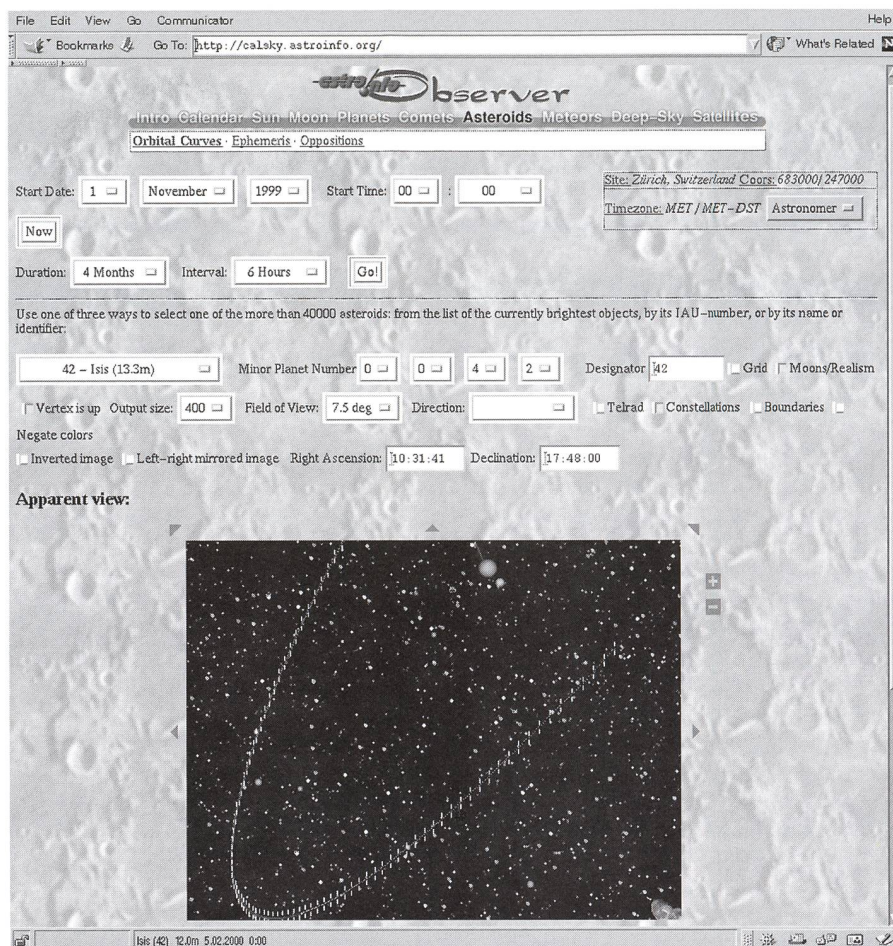 File Edit View Go Communicator Help
Bookmarks Go To: http://calsky.astroinfo.org/ What's Related
astro info Observer
Intro Calendar Sun Moon Planets Comets Asteroids Meteors Deep-Sky Satellites
Orbital Curves · Ephemeris · Oppositions
Start Date: 1 November 1999 Start Time: 00 : 00
Site: Zürich, Switzerland Coors: 683000/247000
Timezone: MET/MET-DST Astronomer
Now
Duration: 4 Months Interval: 6 Hours Go!
Use one of three ways to select one of the more than 40000 asteroids: from the list of the currently brightest objects, by its IAU-number, or by its name or
identifier:
42 - Isis (13.3m) Minor Planet Number 0 0 4 2 Designator 42 Grid Moons/Realism
Vertex is up Output size: 400 Field of View: 7.5 deg Direction: Telrad Constellations Boundaries
Negate colors
Inverted image Left-right mirrored image Right Ascension: 10:31:41 Declination: 17:48:00
Apparent view:
+
-
Isis (42) 12.0m 5.02.2000 0:00